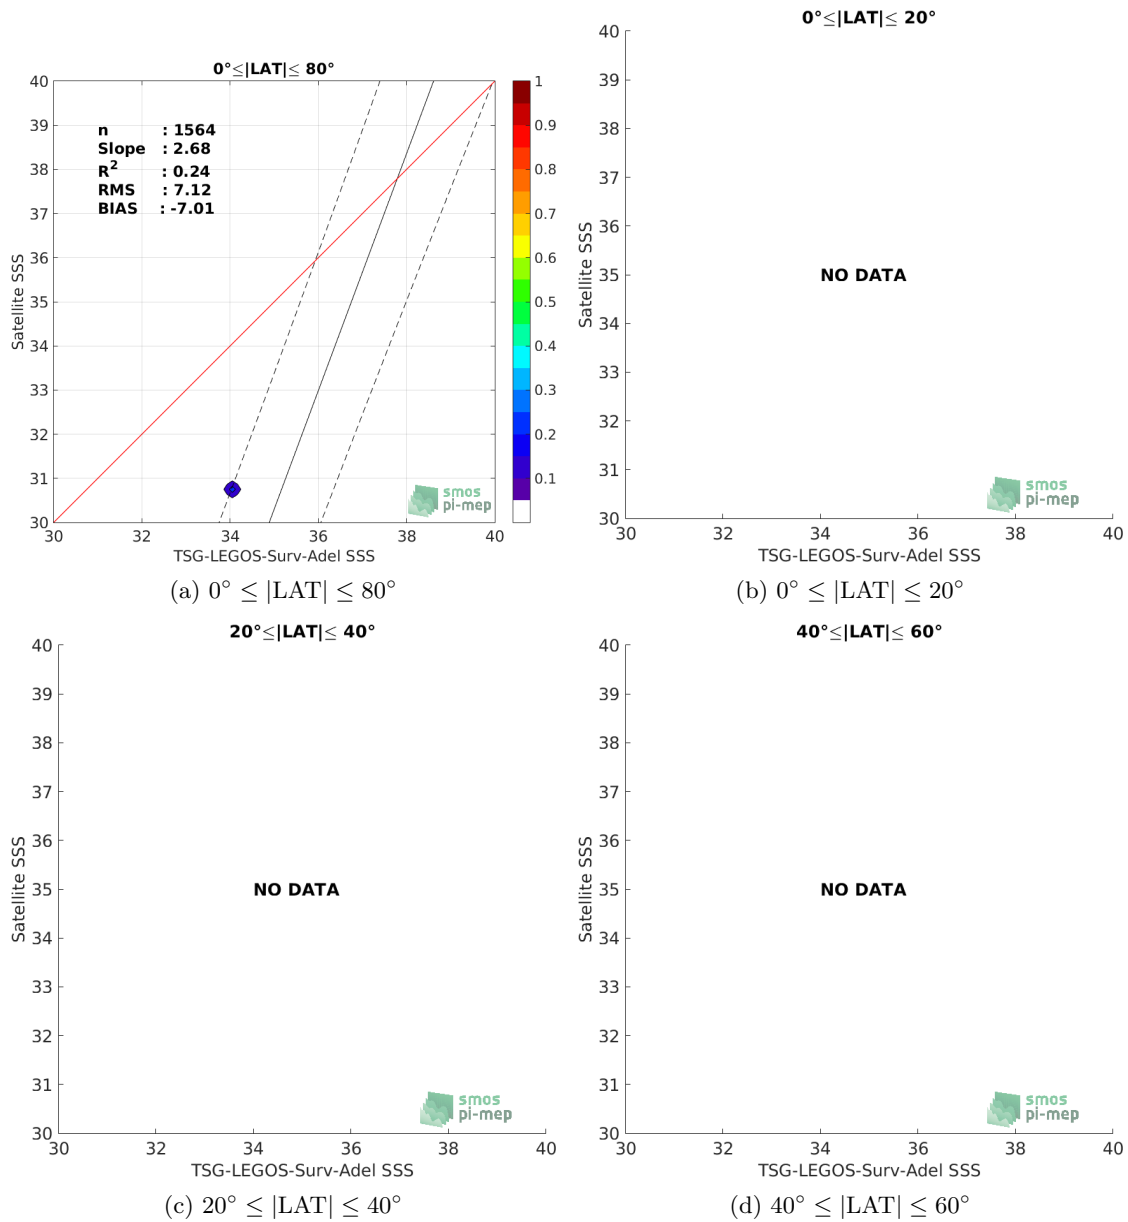 0°≤|LAT|≤ 80°
40
39
38
37
36
35
34
33
32
31
30
Satellite SSS
n : 1564
Slope : 2.68
R² : 0.24
RMS : 7.12
BIAS : -7.01
1
0.9
0.8
0.7
0.6
0.5
0.4
0.3
0.2
0.1
smos
pi-mep
30 32 34 36 38 40
TSG-LEGOS-Surv-Adel SSS
(a) 0° ≤ |LAT| ≤ 80°
0°≤|LAT|≤ 20°
40
39
38
37
36
35
34
33
32
31
30
Satellite SSS
NO DATA
smos
pi-mep
30 32 34 36 38 40
TSG-LEGOS-Surv-Adel SSS
(b) 0° ≤ |LAT| ≤ 20°
20°≤|LAT|≤ 40°
40
39
38
37
36
35
34
33
32
31
30
Satellite SSS
NO DATA
smos
pi-mep
30 32 34 36 38 40
TSG-LEGOS-Surv-Adel SSS
(c) 20° ≤ |LAT| ≤ 40°
40°≤|LAT|≤ 60°
40
39
38
37
36
35
34
33
32
31
30
Satellite SSS
NO DATA
smos
pi-mep
30 32 34 36 38 40
TSG-LEGOS-Surv-Adel SSS
(d) 40° ≤ |LAT| ≤ 60°